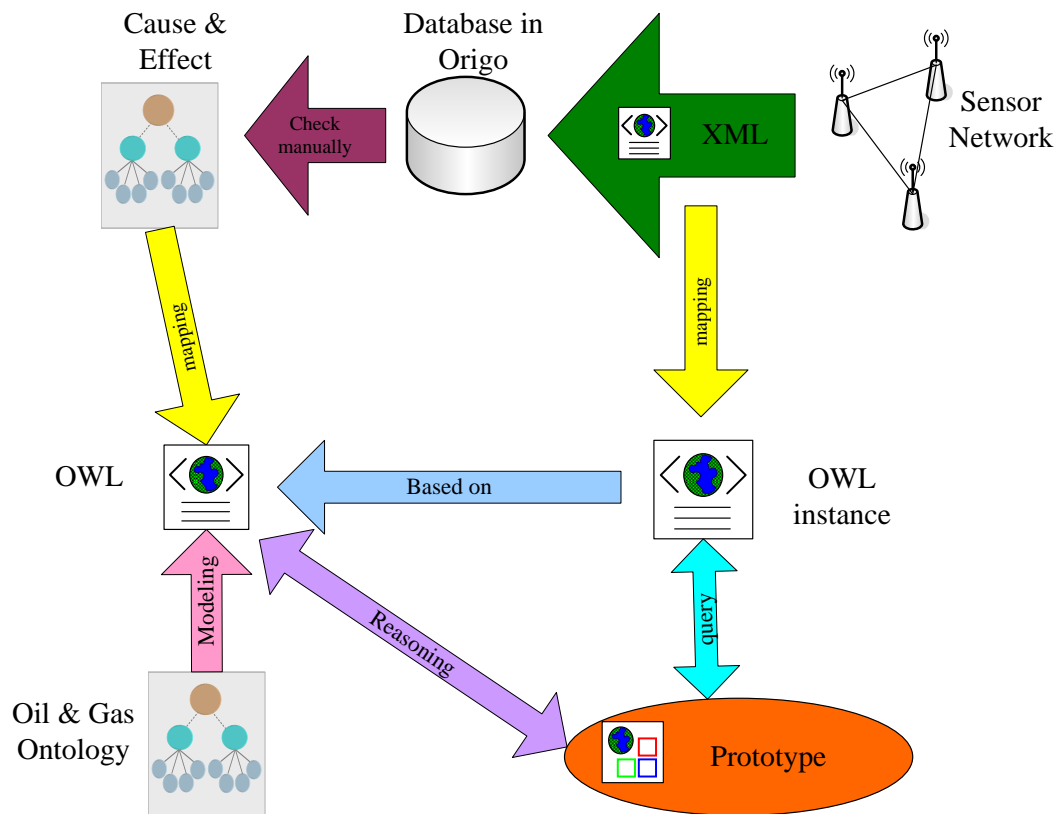 Cause &
Effect
Database in
Origo
Check
manually
XML
Sensor
Network
mapping
mapping
OWL
Based on
OWL
instance
Modeling
Reasoning
query
Oil & Gas
Ontology
Prototype